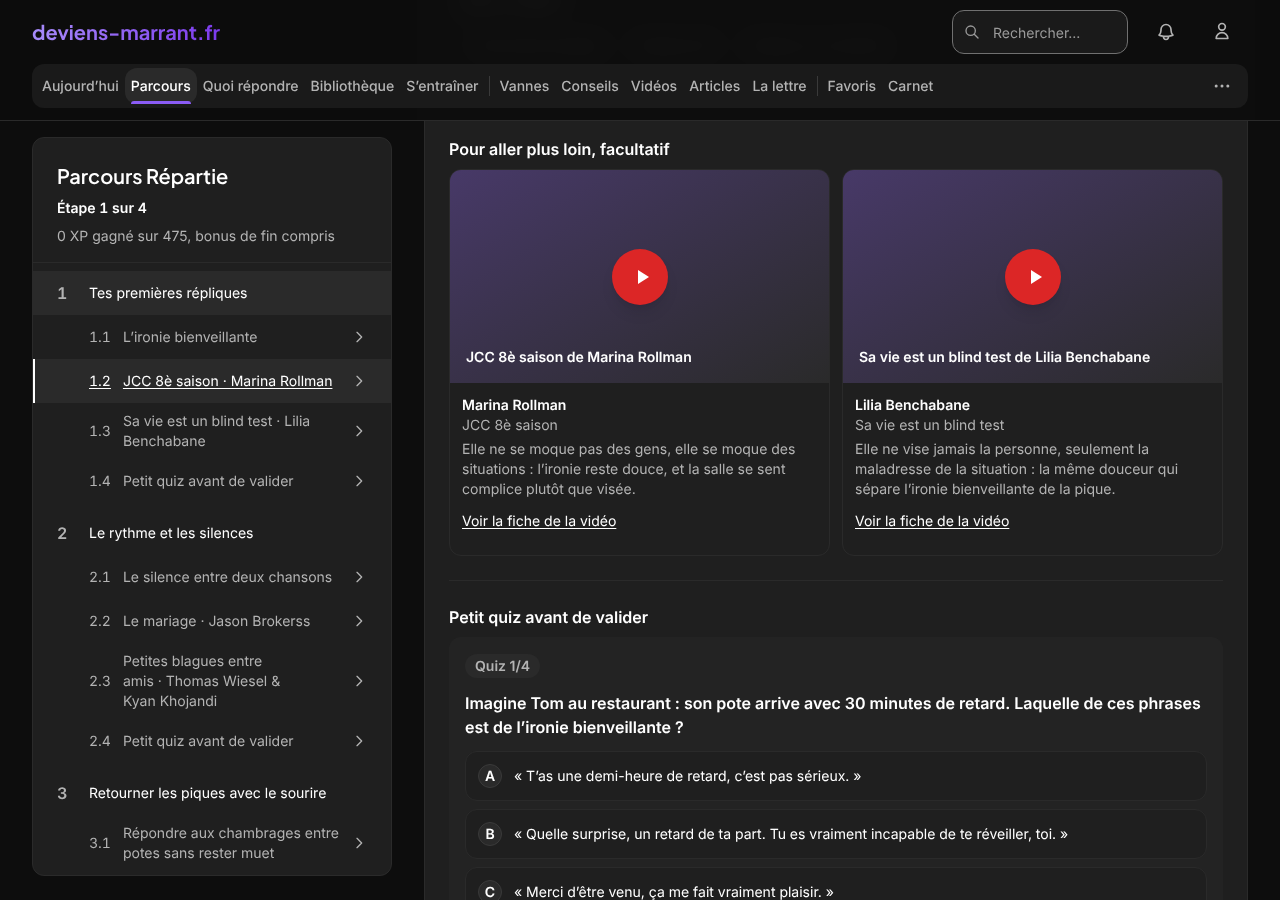 deviens-marrant.fr
Rechercher...
Aujourd’hui Parcours Quoi répondre Bibliothèque S’entraîner Vannes Conseils Vidéos Articles La lettre Favoris Carnet
Parcours Répartie
Étape 1 sur 4
0 XP gagné sur 475, bonus de fin compris
1 Tes premières répliques
1.1 L’ironie bienveillante
1.2 JCC 8è saison · Marina Rollman
1.3 Sa vie est un blind test · Lilia
Benchabane
1.4 Petit quiz avant de valider
2 Le rythme et les silences
2.1 Le silence entre deux chansons
2.2 Le mariage · Jason Brokerss
2.3 Petites blagues entre
amis · Thomas Wiesel &
Kyan Khojandi
2.4 Petit quiz avant de valider
3 Retourner les piques avec le sourire
3.1 Répondre aux chambrages entre
potes sans rester muet
Pour aller plus loin, facultatif
JCC 8è saison de Marina Rollman
Marina Rollman
JCC 8è saison
Elle ne se moque pas des gens, elle se moque des
situations : l’ironie reste douce, et la salle se sent
complice plutôt que visée.
Voir la fiche de la vidéo
Sa vie est un blind test de Lilia Benchabane
Lilia Benchabane
Sa vie est un blind test
Elle ne vise jamais la personne, seulement la
maladresse de la situation : la même douceur qui
sépare l’ironie bienveillante de la pique.
Voir la fiche de la vidéo
Petit quiz avant de valider
Quiz 1/4
Imagine Tom au restaurant : son pote arrive avec 30 minutes de retard. Laquelle de ces phrases
est de l’ironie bienveillante ?
A « T’as une demi-heure de retard, c’est pas sérieux. »
B « Quelle surprise, un retard de ta part. Tu es vraiment incapable de te réveiller, toi. »
C « Merci d’être venu, ça me fait vraiment plaisir. »